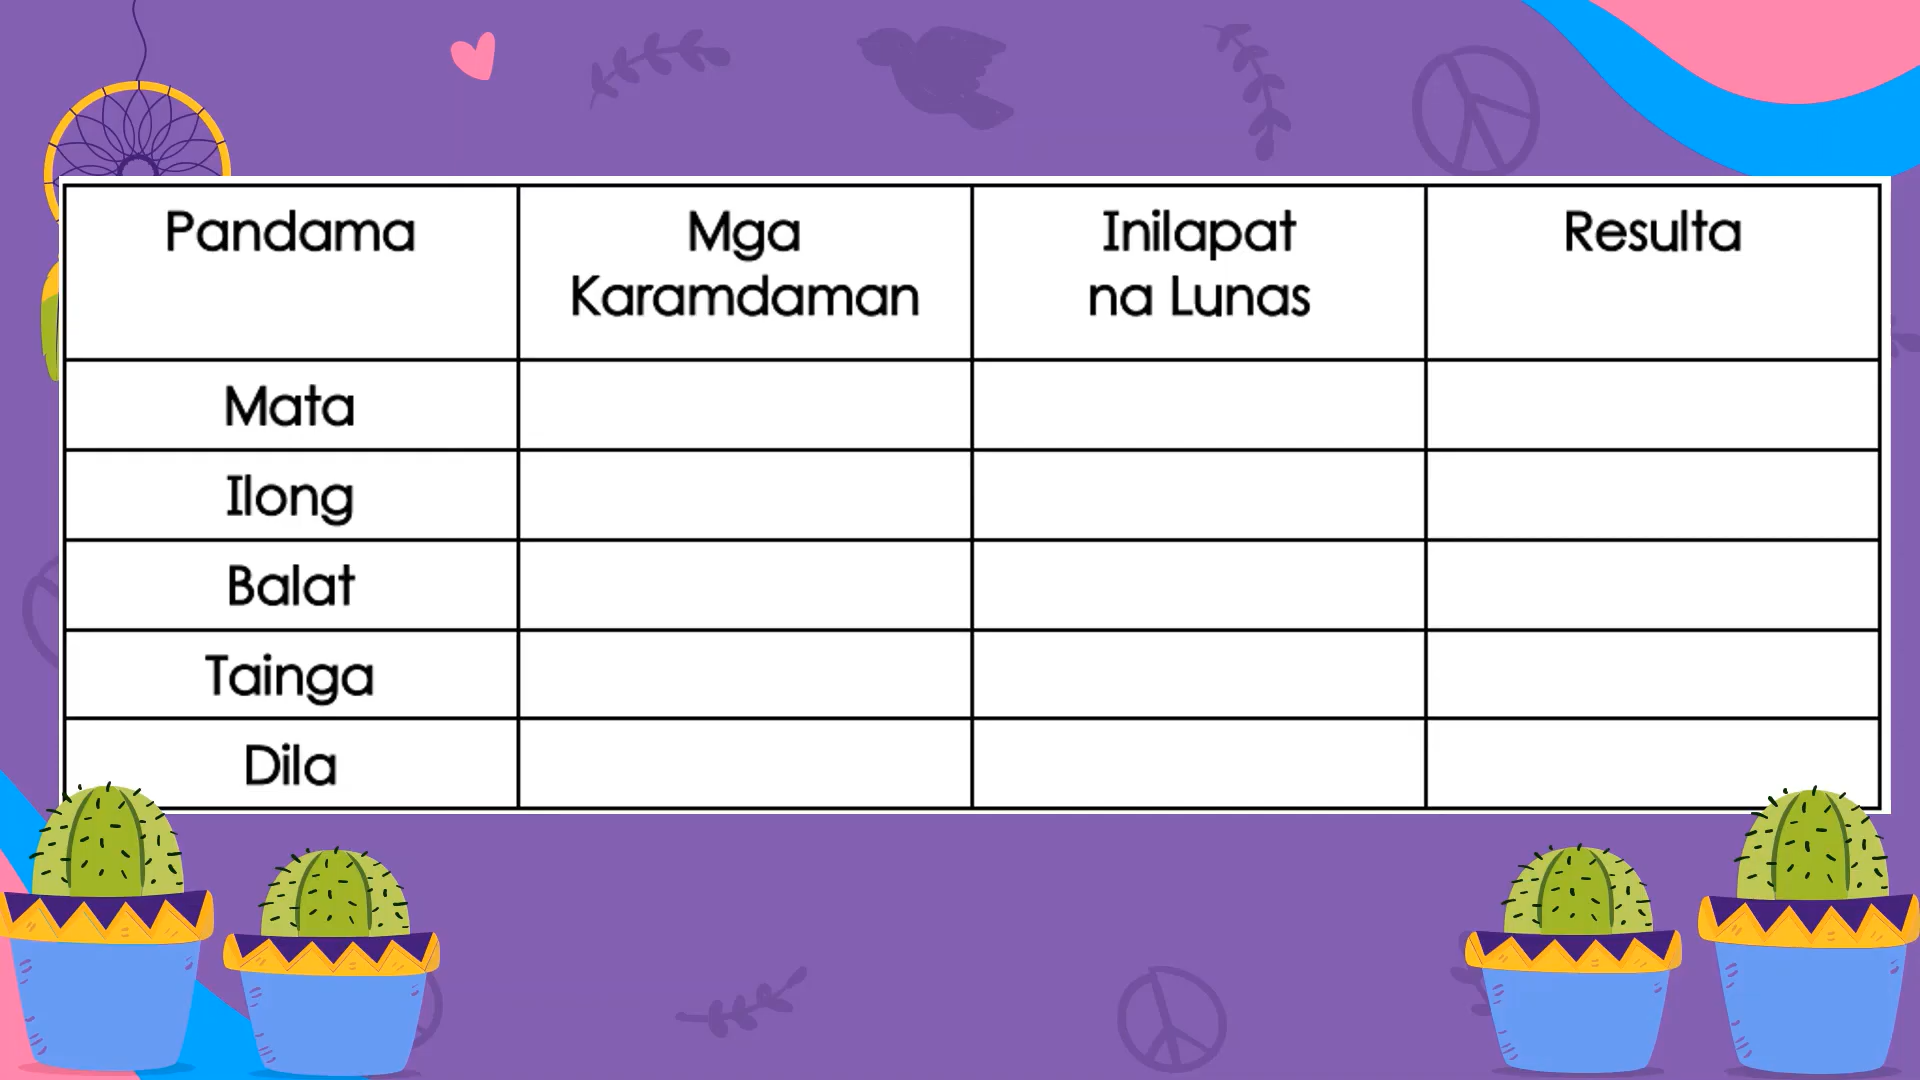 Pandama
Mga
Karamdaman
Inilapat
na Lunas
Resulta
Mata
Ilong
Balat
Tainga
Dila